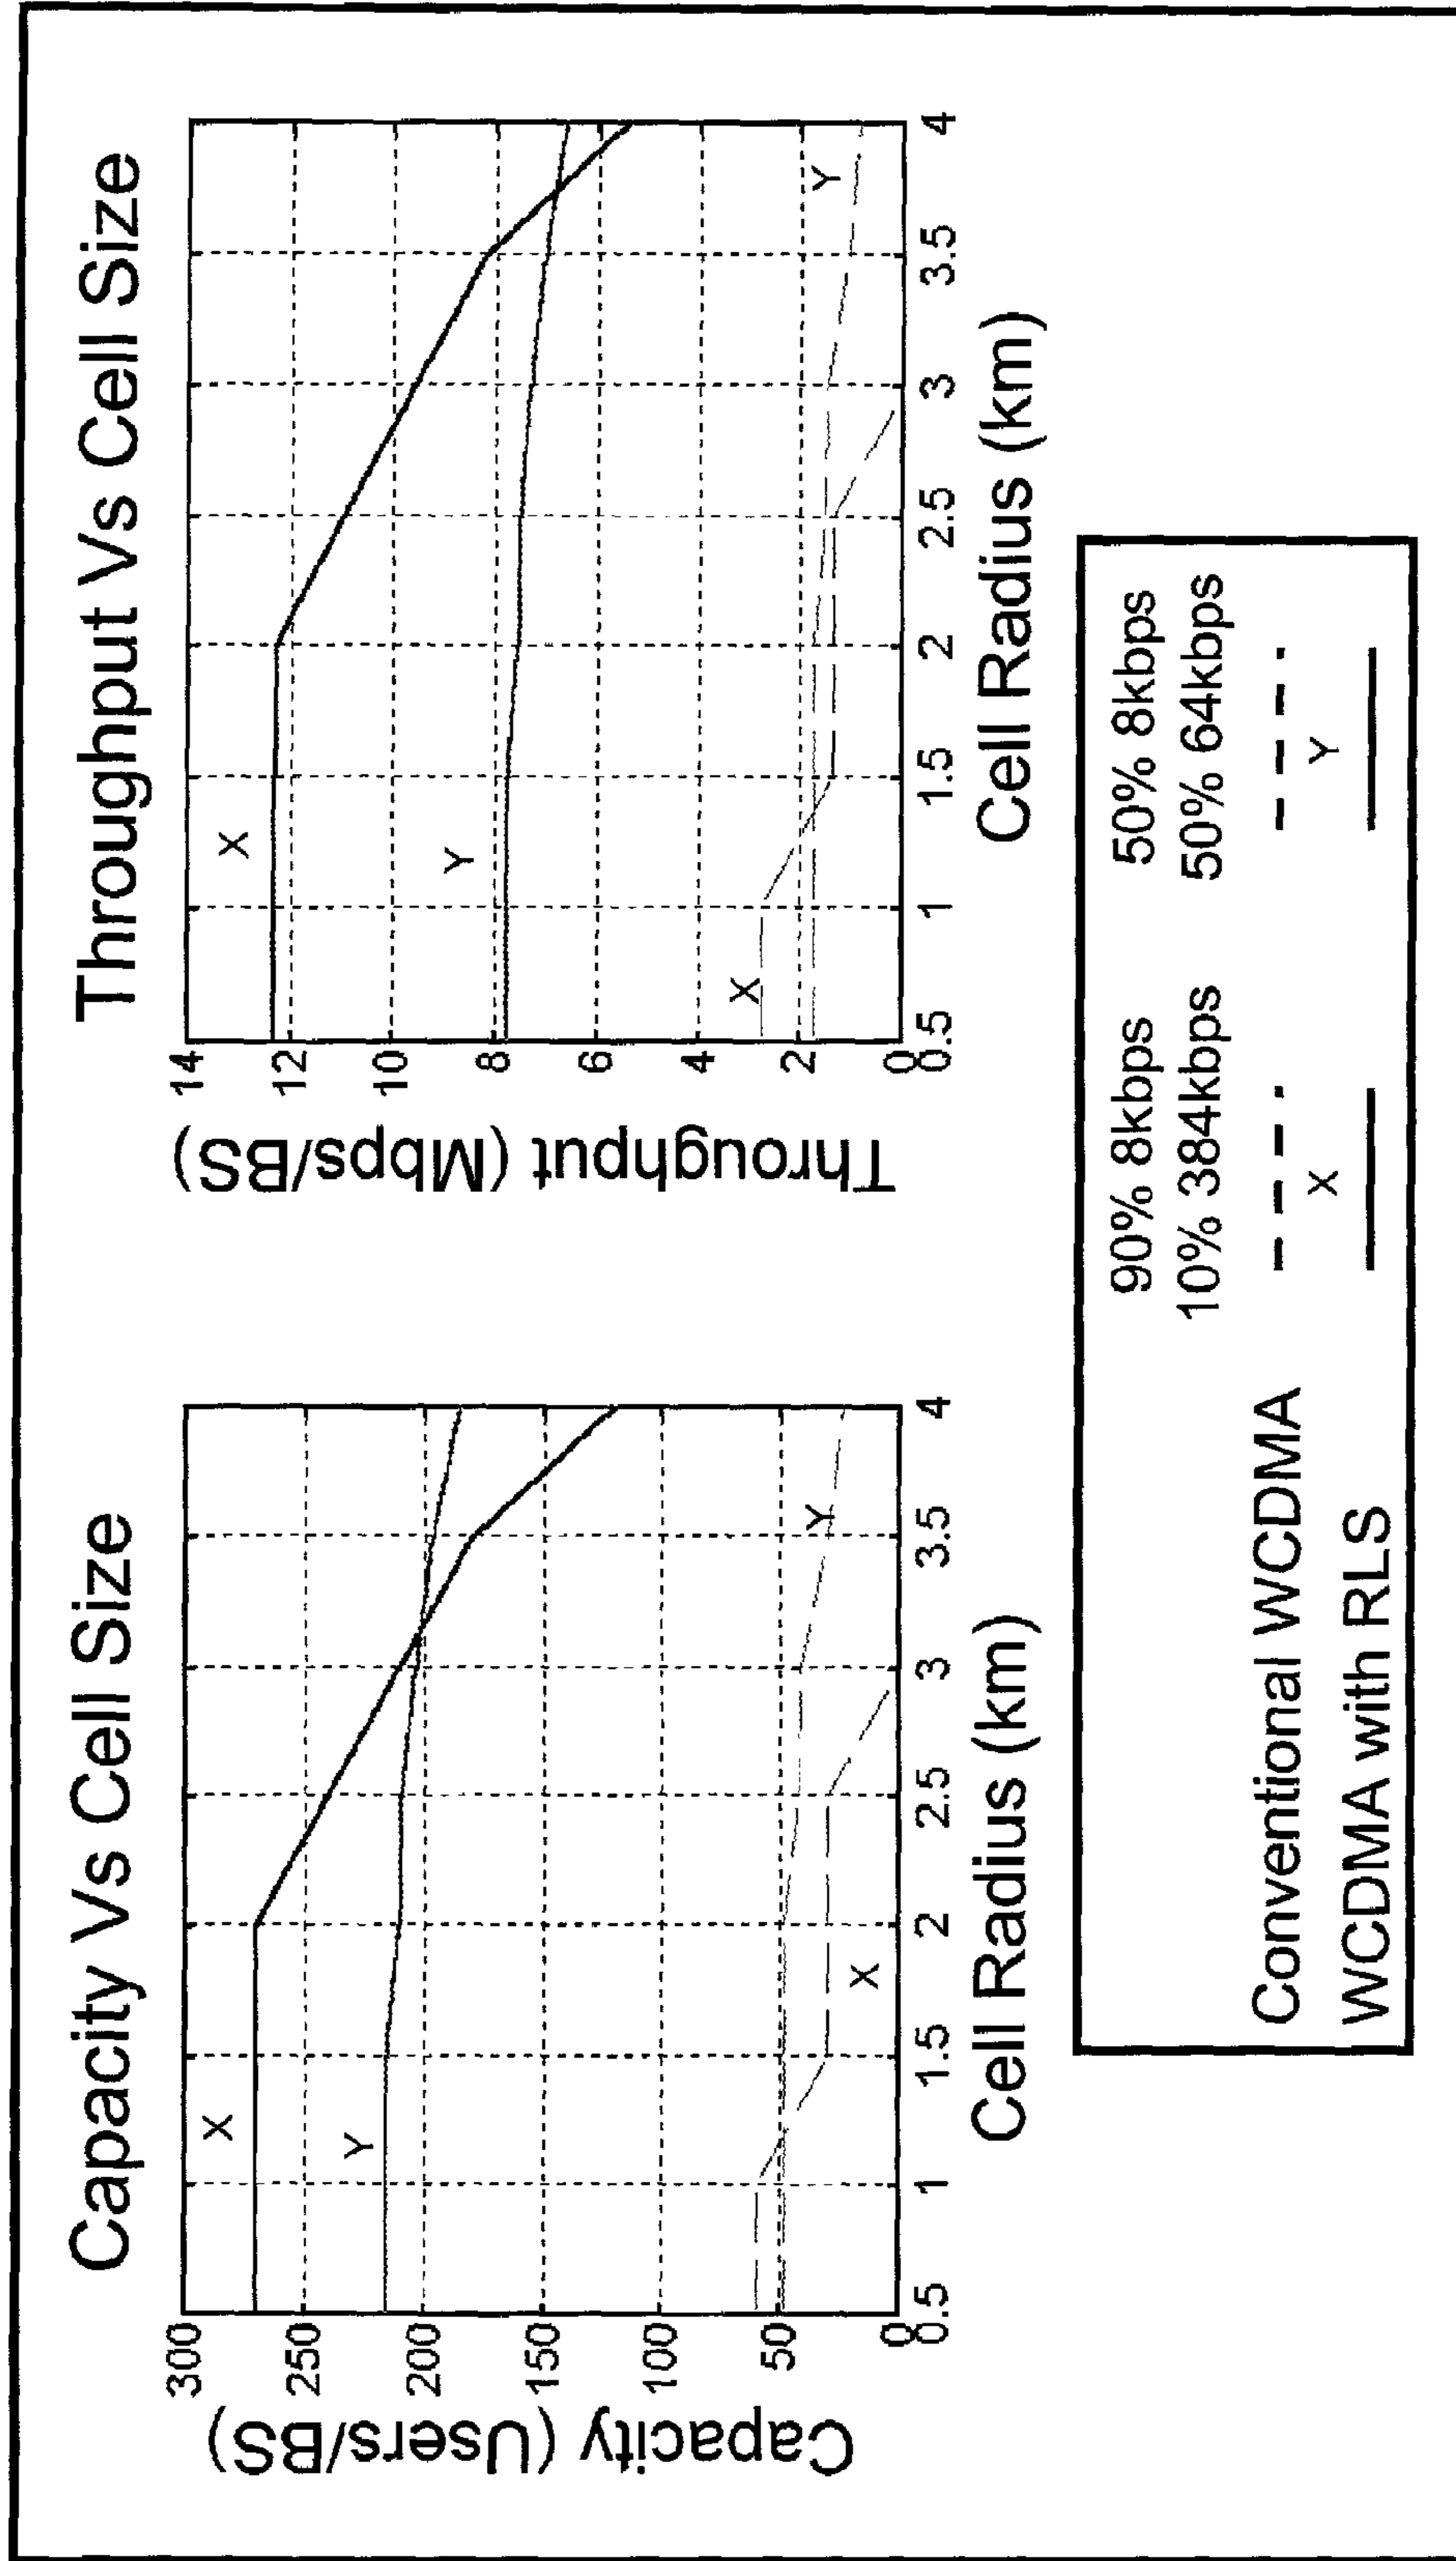 Capacity Vs Cell Size
X
Y
Y
X
300
250
200
150
100
50
0
0.5 1 1.5 2 2.5 3 3.5 4
Capacity (Users/BS)
Cell Radius (km)
Throughput Vs Cell Size
X
Y
X
Y
14
12
10
8
6
4
2
0
0.5 1 1.5 2 2.5 3 3.5 4
Throughput (Mbps/BS)
Cell Radius (km)
90% 8kbps 50% 8kbps
10% 384kbps 50% 64kbps
Conventional WCDMA
X Y
WCDMA with RLS